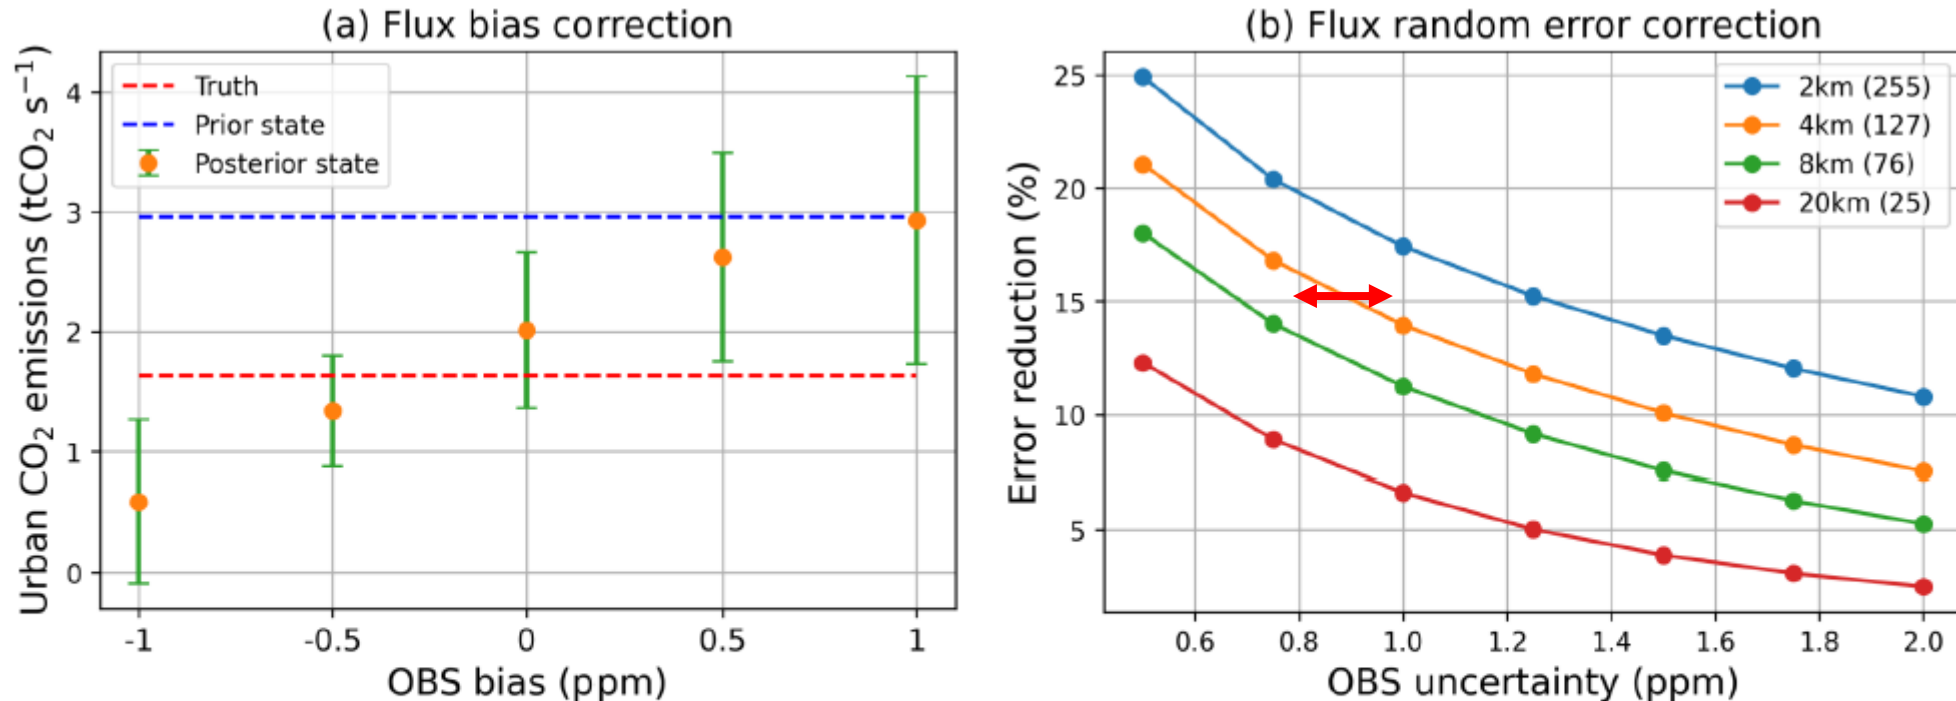 (a) Flux bias correction
Urban CO₂ emissions (tCO₂ s⁻¹)
4
3
2
1
0
Truth
Prior state
Posterior state
-1
-0.5
0
0.5
1
OBS bias (ppm)
(b) Flux random error correction
Error reduction (%)
25
20
15
10
5
2km (255)
4km (127)
8km (76)
20km (25)
0.6
0.8
1.0
1.2
1.4
1.6
1.8
2.0
OBS uncertainty (ppm)